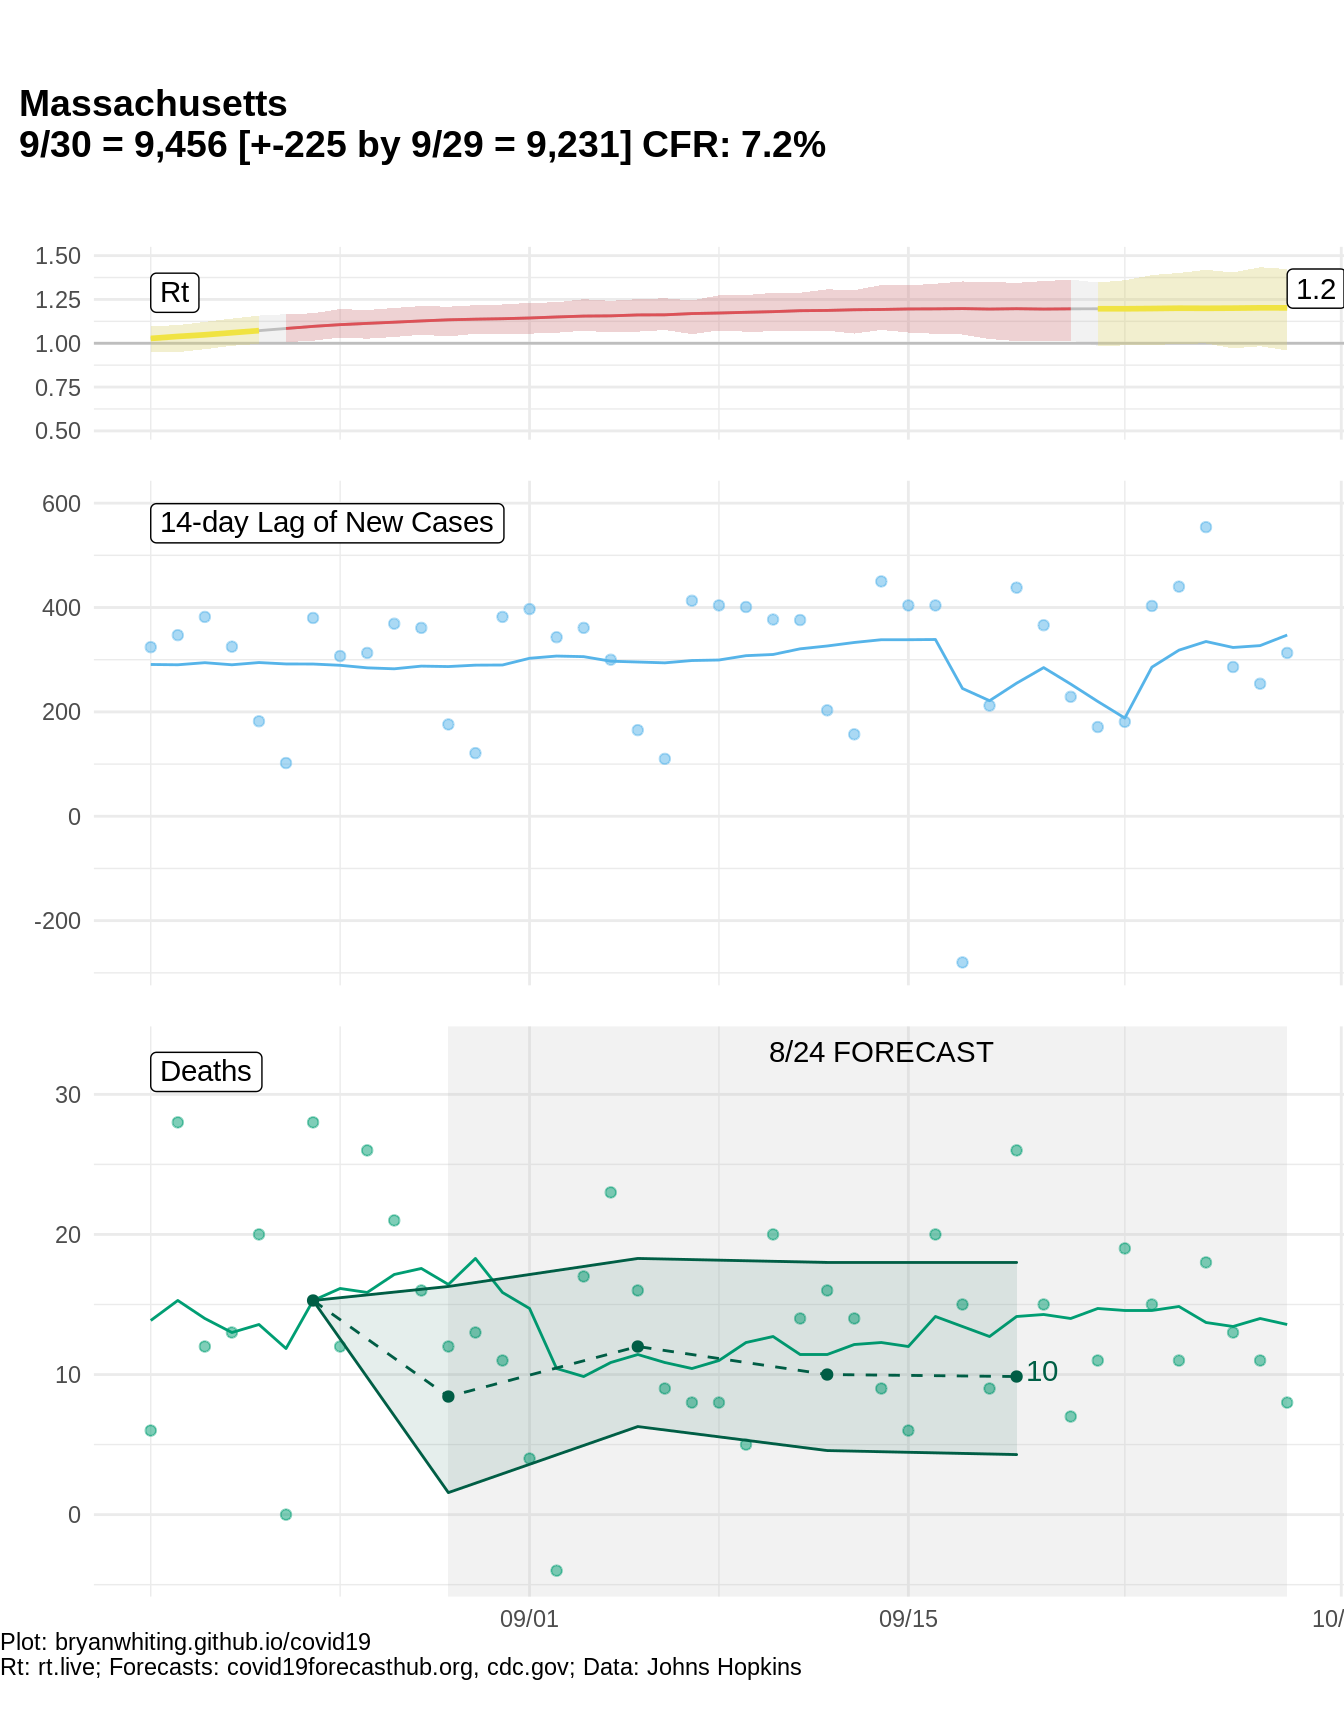 Massachusetts
9/30 = 9,456 [+-225 by 9/29 = 9,231] CFR: 7.2%
1.50
1.25
1.00
0.75
0.50
Rt
1.2
600
400
200
0
-200
14-day Lag of New Cases
30
20
10
0
Deaths
8/24 FORECAST
10
09/01
09/15
10/
Plot: bryanwhiting.github.io/covid19
Rt: rt.live; Forecasts: covid19forecasthub.org, cdc.gov; Data: Johns Hopkins